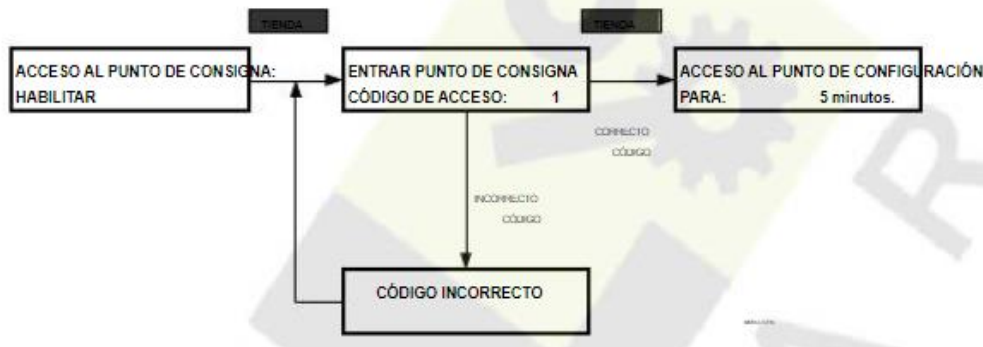 TIENDA
TIENDA
ACCESO AL PUNTO DE CONSIGNA:
HABILITAR
ENTRAR PUNTO DE CONSIGNA
CÓDIGO DE ACCESO: 1
ACCESO AL PUNTO DE CONFIGURACIÓN
PARA: 5 minutos.
CORRECTO
CÓDIGO
INCORRECTO
CÓDIGO
CÓDIGO INCORRECTO